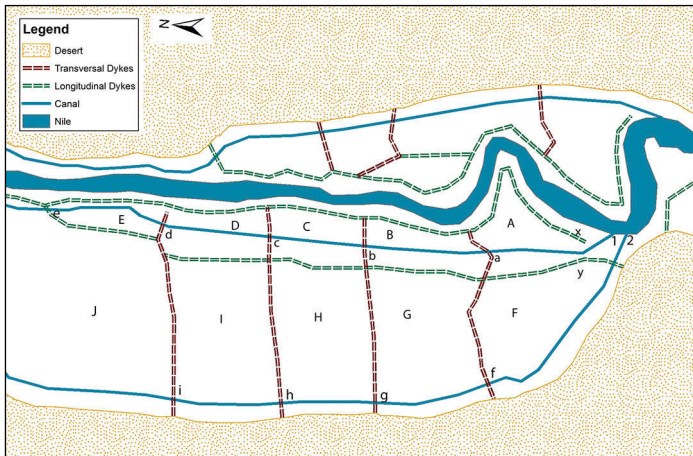 Legend
Desert
Transversal Dykes
Longitudinal Dykes
Canal
Nile
N
A
x
1 2
E
D
C
B
e
d
c
b
a
y
J
I
H
G
F
f
i
h
g